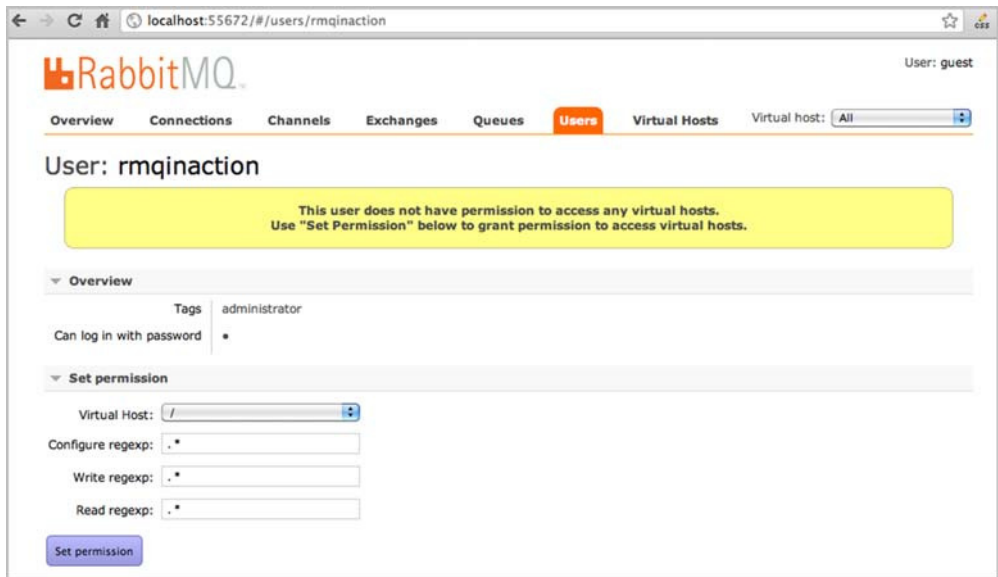 localhost:55672/#/users/rmqinaction
css
RabbitMQ
User: guest
Overview Connections Channels Exchanges Queues Users Virtual Hosts Virtual host: All
User: rmqinaction
This user does not have permission to access any virtual hosts.
Use "Set Permission" below to grant permission to access virtual hosts.
Overview
Tags administrator
Can log in with password •
Set permission
Virtual Host: /
Configure regexp: .*
Write regexp: .*
Read regexp: .*
Set permission